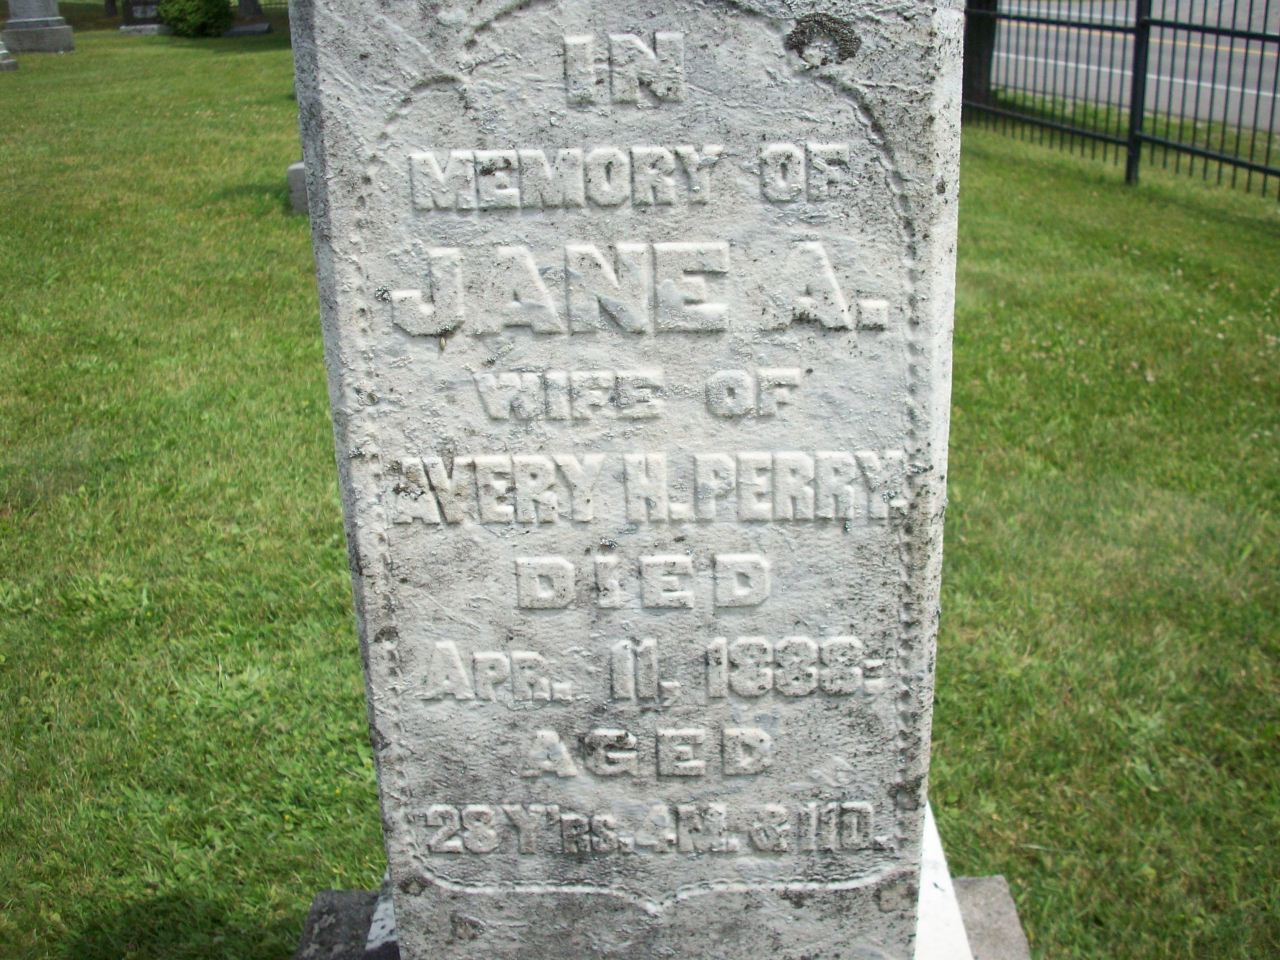 IN
MEMORY OF
JANE A.
WIFE OF
AVERY H. PERRY.
DIED
APR. 11, 1888.
AGED
28 Y'RS. 4 M. & 11 D.